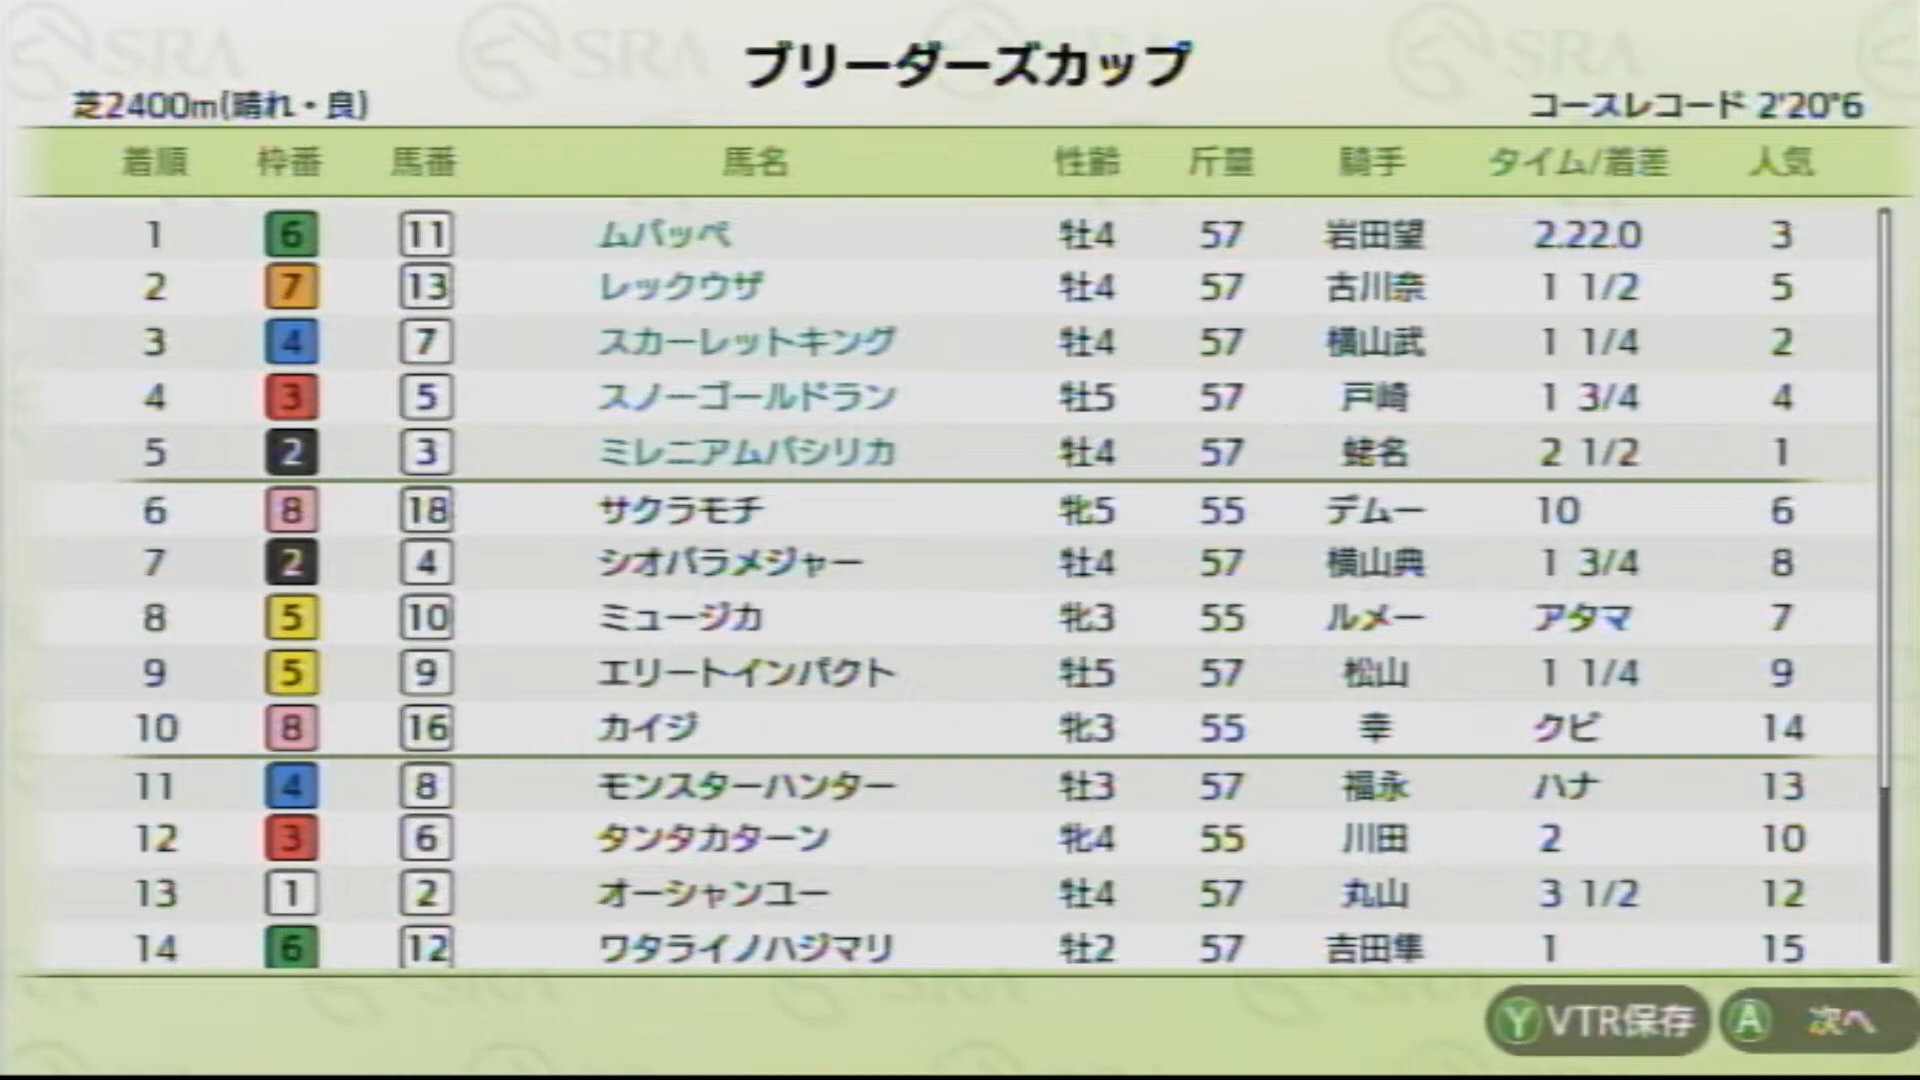 SRA SRA SRA
ブリーダーズカップ
芝2400m(晴れ・良)
コースレコード 2'20"6
着順 枠番 馬番 馬名 性齢 斤量 騎手 タイム/着差 人気
1 6 11 ムバッペ 牡4 57 岩田望 2.22.0 3
2 7 13 レックウザ 牡4 57 古川奈 1 1/2 5
3 4 7 スカーレットキング 牡4 57 横山武 1 1/4 2
4 3 5 スノーゴールドラン 牡5 57 戸崎 1 3/4 4
5 2 3 ミレニアムバシリカ 牡4 57 蛯名 2 1/2 1
6 8 18 サクラモチ 牝5 55 デムー 10 6
7 2 4 シオバラメジャー 牡4 57 横山典 1 3/4 8
8 5 10 ミュージカ 牝3 55 ルメー アタマ 7
9 5 9 エリートインパクト 牡5 57 松山 1 1/4 9
10 8 16 カイジ 牝3 55 幸 クビ 14
11 4 8 モンスターハンター 牡3 57 福永 ハナ 13
12 3 6 タンタカターン 牝4 55 川田 2 10
13 1 2 オーシャンユー 牡4 57 丸山 3 1/2 12
14 6 12 ワタライノハジマリ 牡2 57 吉田隼 1 15
Y VTR保存 A 次へ